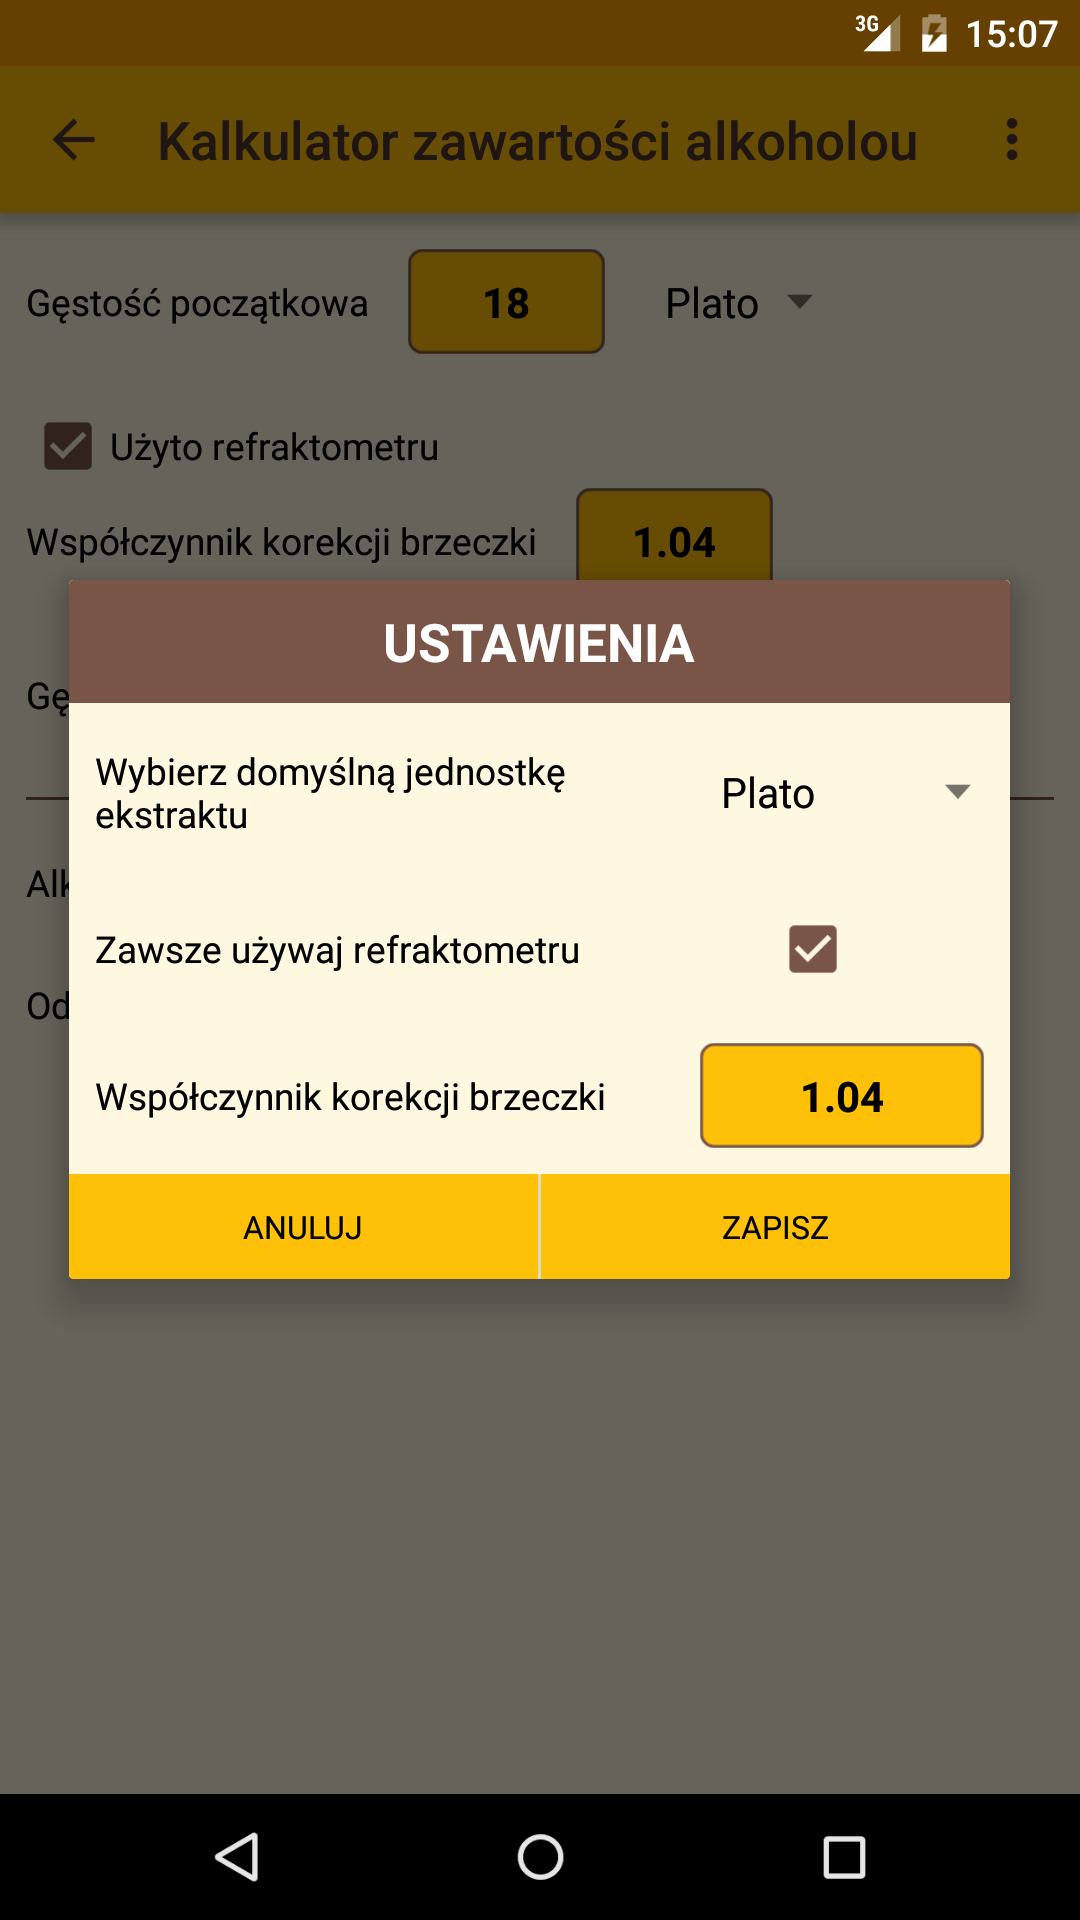 3G 15:07
Kalkulator zawartości alkoholou
Gęstość początkowa 18 Plato
Użyto refraktometru
Współczynnik korekcji brzeczki 1.04
USTAWIENIA
Gę
Wybierz domyślną jednostkę
ekstraktu
Plato
Alk
Zawsze używaj refraktometru
Od
Współczynnik korekcji brzeczki 1.04
ANULUJ ZAPISZ